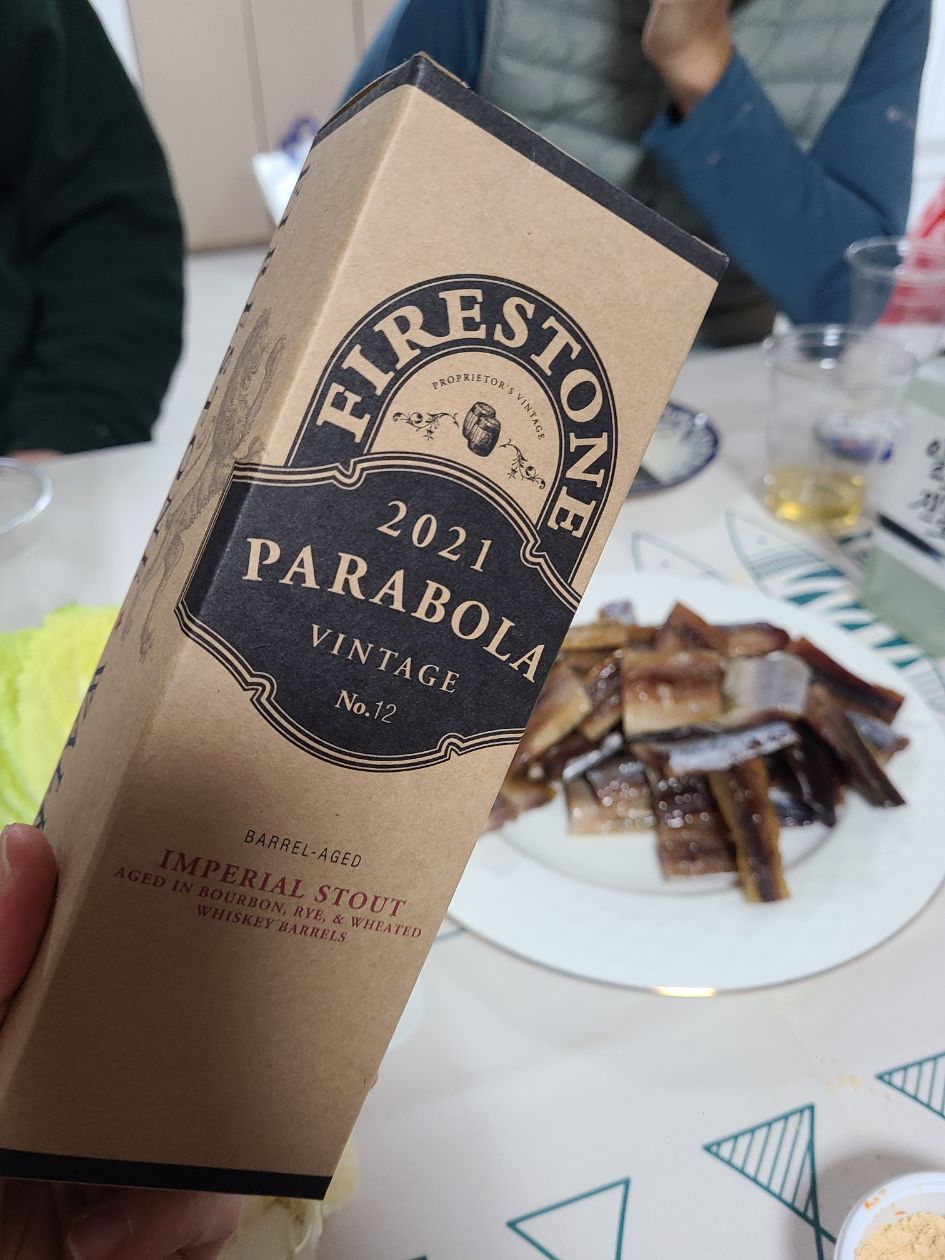 FIRESTONE
PROPRIETOR'S VINTAGE
2021
PARABOLA
VINTAGE
No.12
BARREL-AGED
IMPERIAL STOUT
AGED IN BOURBON, RYE, & WHEATED
WHISKEY BARRELS